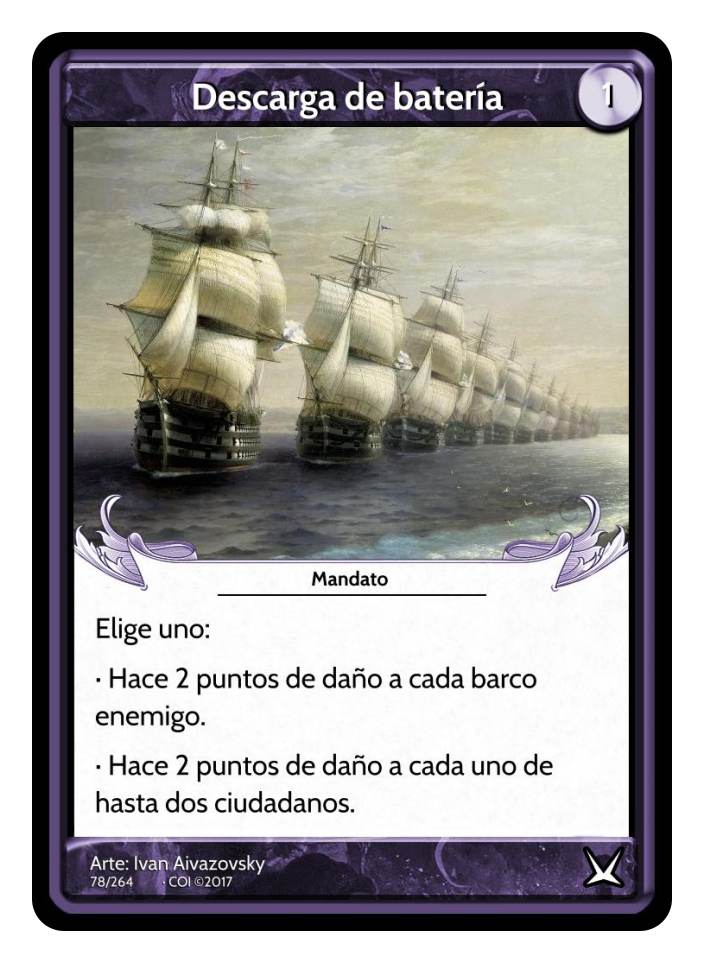 Descarga de batería
1
Mandato
Elige uno:
· Hace 2 puntos de daño a cada barco
enemigo.
· Hace 2 puntos de daño a cada uno de
hasta dos ciudadanos.
Arte: Ivan Aivazovsky
78/264 · COI ©2017